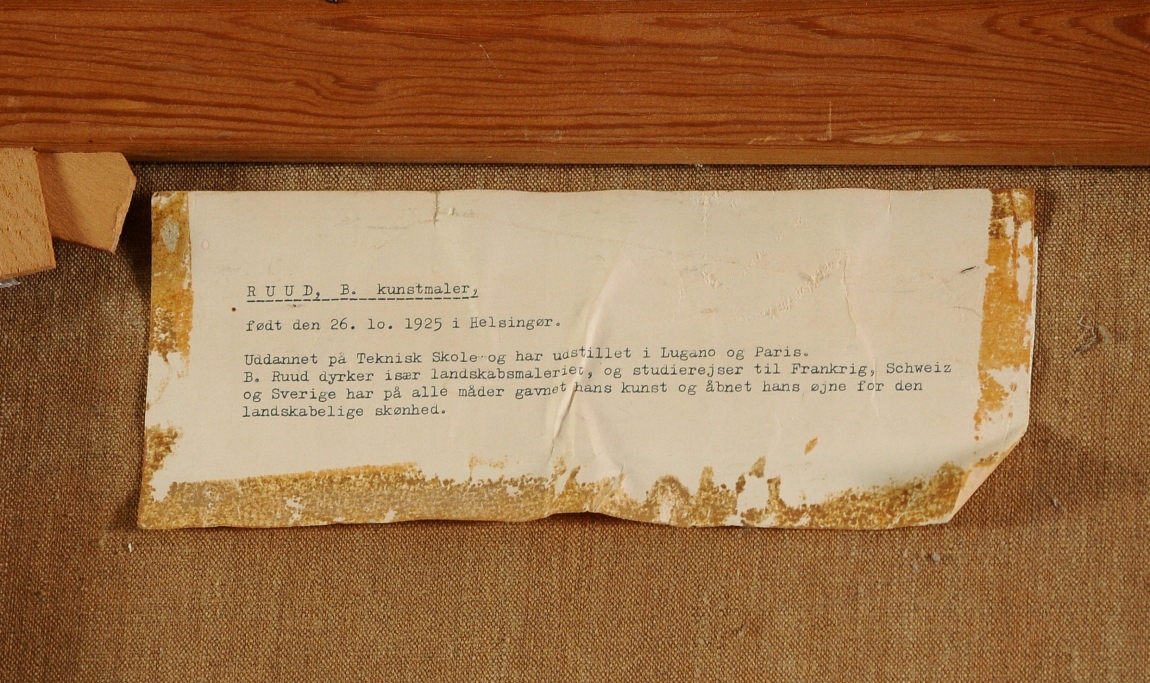 R U U D, B. kunstmaler,
født den 26. lo. 1925 i Helsingør.
Uddannet på Teknisk Skole og har udstillet i Lugano og Paris.
B. Ruud dyrker især landskabsmaleriet, og studierejser til Frankrig, Schweiz
og Sverige har på alle måder gavnet hans kunst og åbnet hans øjne for den
landskabelige skønhed.